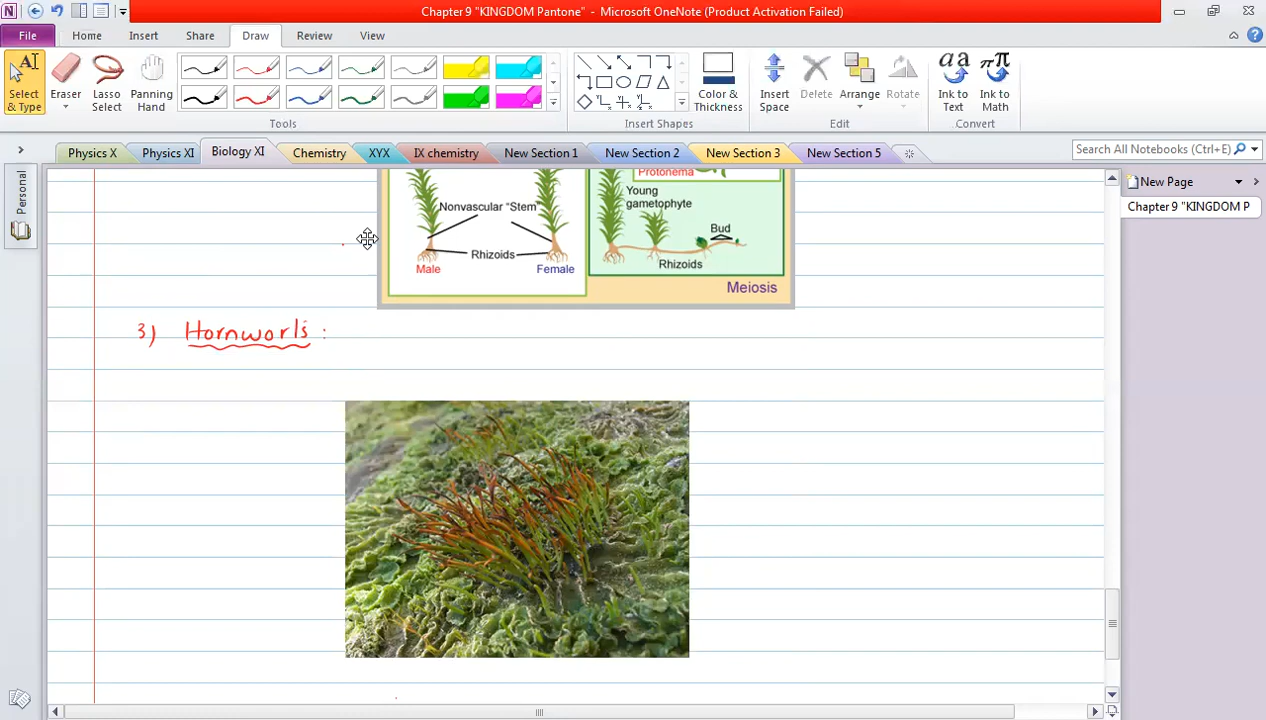 Chapter 9 "KINGDOM Pantone" - Microsoft OneNote (Product Activation Failed)
File Home Insert Share Draw Review View
Select & Type
Eraser
Lasso Select
Panning Hand
Color & Thickness
Insert Space
Delete
Arrange
Rotate
Ink to Text
Ink to Math
Tools Insert Shapes Edit Convert
Physics X Physics XI Biology XI Chemistry XYX IX chemistry New Section 1 New Section 2 New Section 3 New Section 5
Search All Notebooks (Ctrl+E)
Personal
New Page
Chapter 9 "KINGDOM P
Protonema
Young gametophyte
Nonvascular "Stem"
Bud
Rhizoids
Rhizoids
Male Female
Meiosis
3) Hornworts :